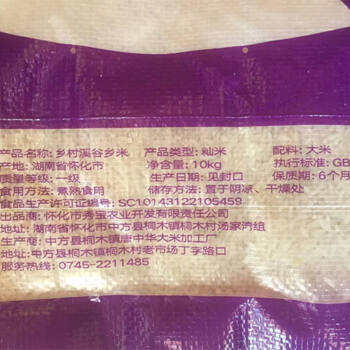 产品名称: 乡村溪谷乡米 产品类型: 籼米 配料: 大米
产地: 湖南省怀化市 净含量: 10kg 执行标准: GB
质量等级: 一级 生产日期: 见封口 保质期: 6个月
食用方法: 煮熟食用 储存方法: 置于阴凉、干燥处
食品生产许可证编号: SC10143122105459
出品商: 怀化市秀宝农业开发有限责任公司
地址: 湖南省怀化市中方县桐木镇桐木村汤家湾组
生产商: 中方县桐木镇唐中华大米加工厂
地址: 中方县桐木镇桐木村老市场丁字路口
服务热线: 0745-2211485